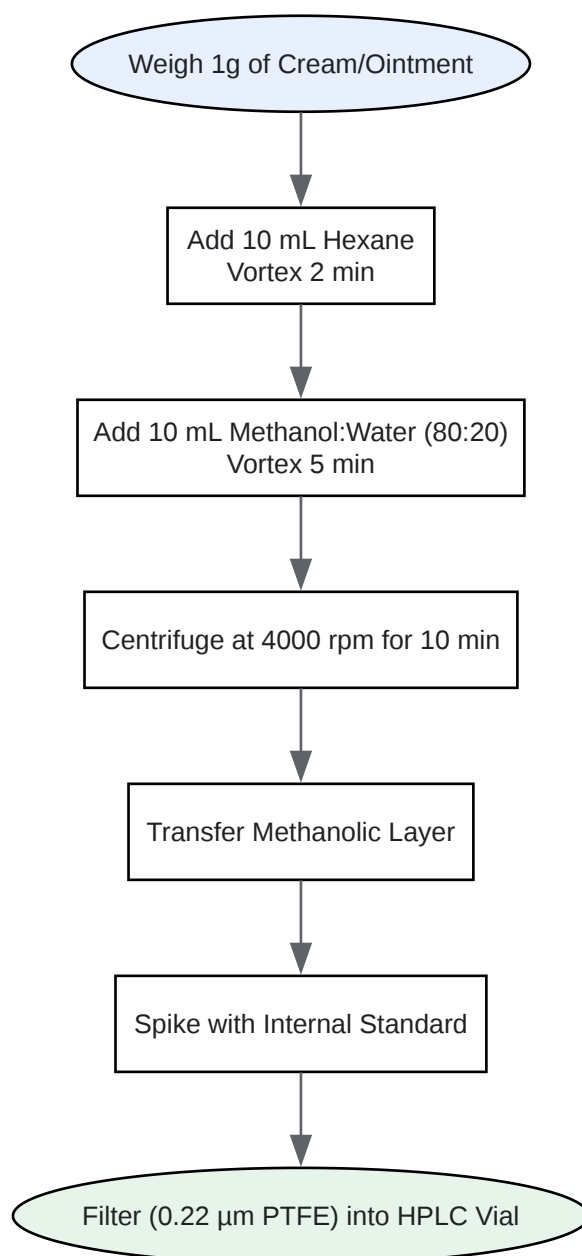 Weigh 1g of Cream/Ointment
Add 10 mL Hexane
Vortex 2 min
Add 10 mL Methanol:Water (80:20)
Vortex 5 min
Centrifuge at 4000 rpm for 10 min
Transfer Methanolic Layer
Spike with Internal Standard
Filter (0.22 µm PTFE) into HPLC Vial